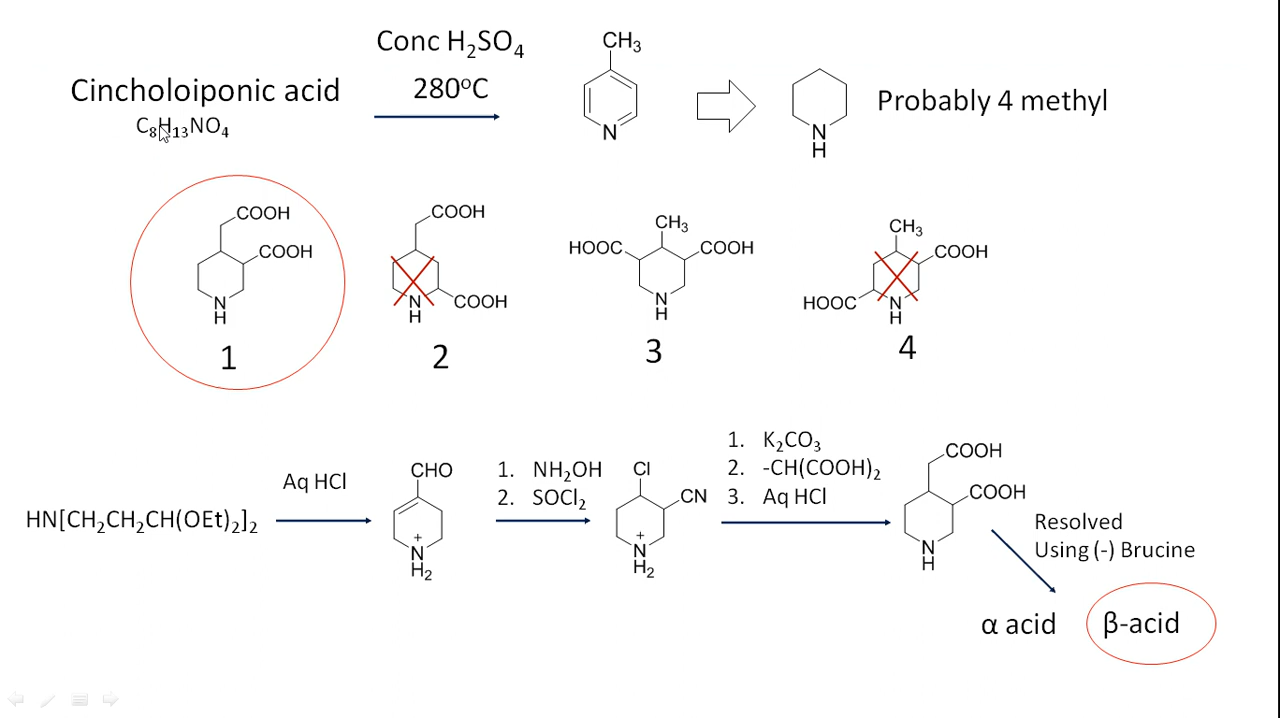 Conc H₂SO₄
280ºC
Cincholoiponic acid
C₈H₁₃NO₄
CH₃
N
N
H
Probably 4 methyl
COOH
COOH
N
H
1
COOH
COOH
N
H
2
CH₃
HOOC
COOH
N
H
3
CH₃
COOH
HOOC
N
H
4
HN[CH₂CH₂CH(OEt)₂]₂
Aq HCl
CHO
+
N
H₂
1. NH₂OH
2. SOCl₂
Cl
CN
+
N
H₂
1. K₂CO₃
2. -CH(COOH)₂
3. Aq HCl
COOH
COOH
N
H
Resolved
Using (-) Brucine
α acid
β-acid